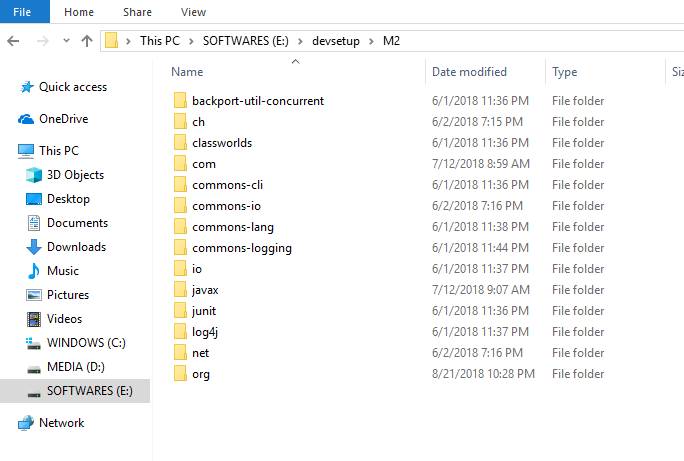 File Home Share View
This PC SOFTWARES (E:) devsetup M2
Name Date modified Type Siz
Quick access
OneDrive
This PC
3D Objects
Desktop
Documents
Downloads
Music
Pictures
Videos
WINDOWS (C:)
MEDIA (D:)
SOFTWARES (E:)
Network
backport-util-concurrent 6/1/2018 11:36 PM File folder
ch 6/2/2018 7:15 PM File folder
classworlds 6/1/2018 11:36 PM File folder
com 7/12/2018 8:59 AM File folder
commons-cli 6/1/2018 11:36 PM File folder
commons-io 6/2/2018 7:16 PM File folder
commons-lang 6/1/2018 11:38 PM File folder
commons-logging 6/1/2018 11:44 PM File folder
io 6/1/2018 11:37 PM File folder
javax 7/12/2018 9:07 AM File folder
junit 6/1/2018 11:36 PM File folder
log4j 6/1/2018 11:37 PM File folder
net 6/2/2018 7:16 PM File folder
org 8/21/2018 10:28 PM File folder